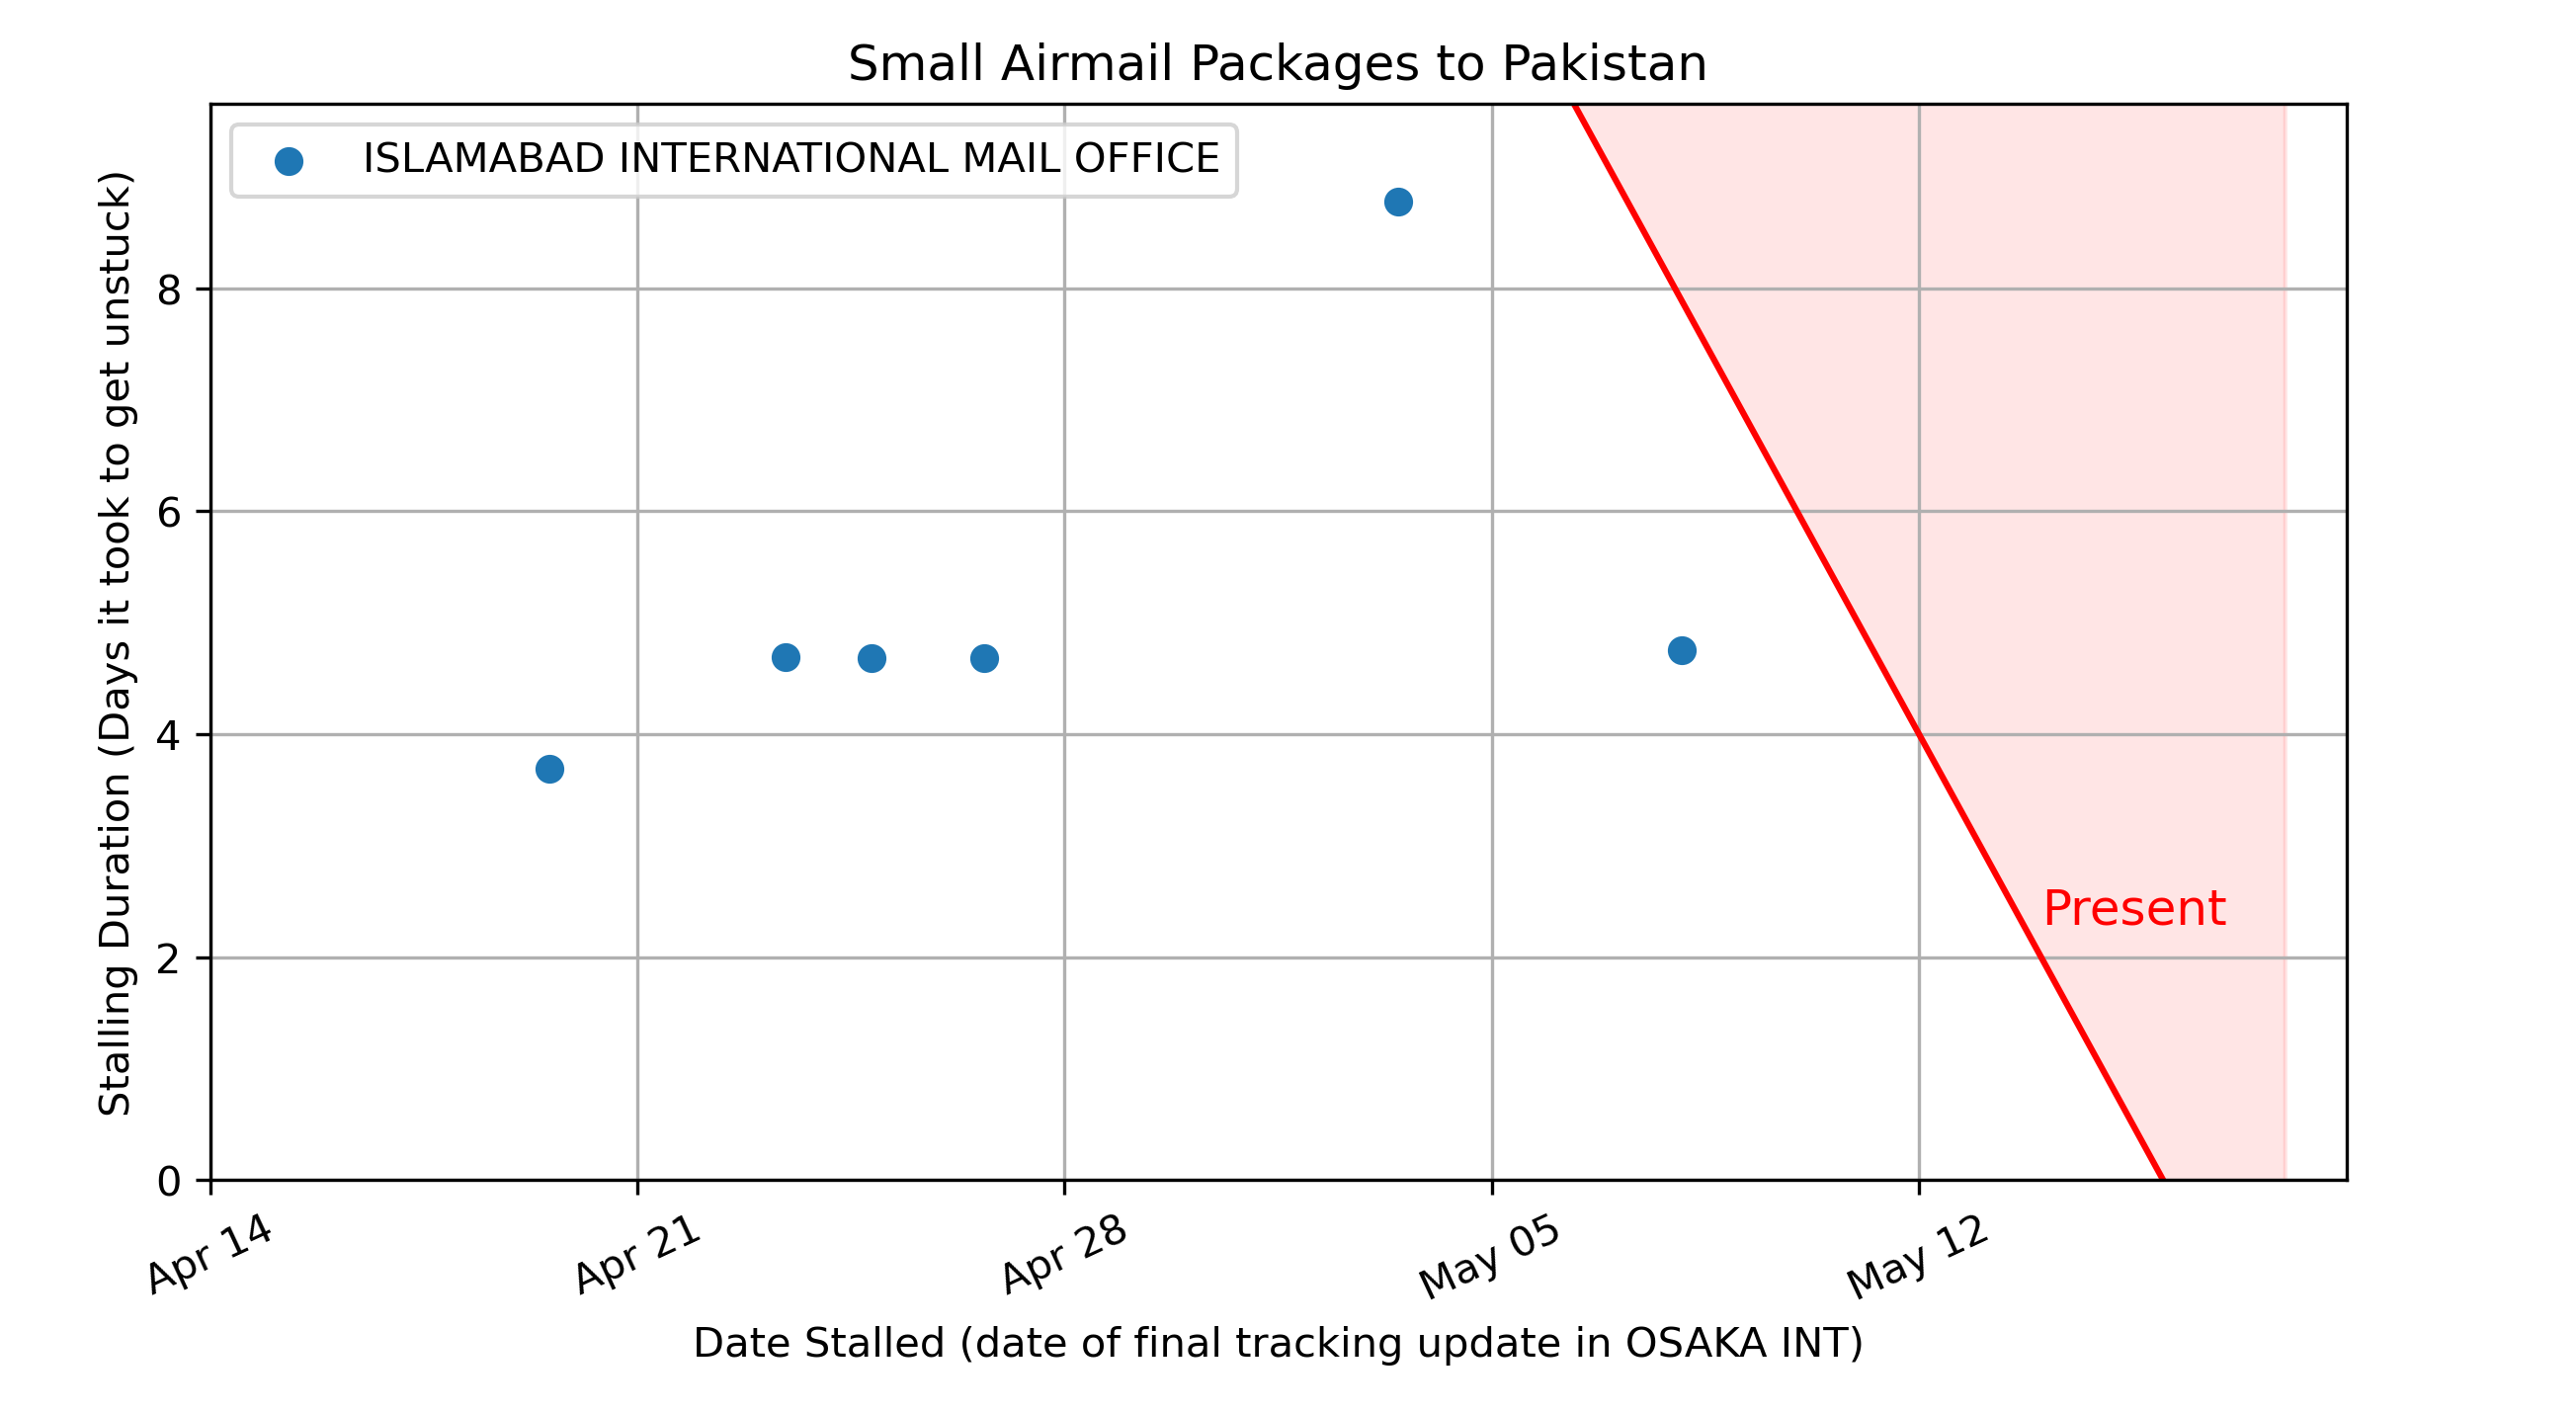 Small Airmail Packages to Pakistan
ISLAMABAD INTERNATIONAL MAIL OFFICE
Stalling Duration (Days it took to get unstuck)
8
6
4
2
0
Present
Apr 14
Apr 21
Apr 28
May 05
May 12
Date Stalled (date of final tracking update in OSAKA INT)